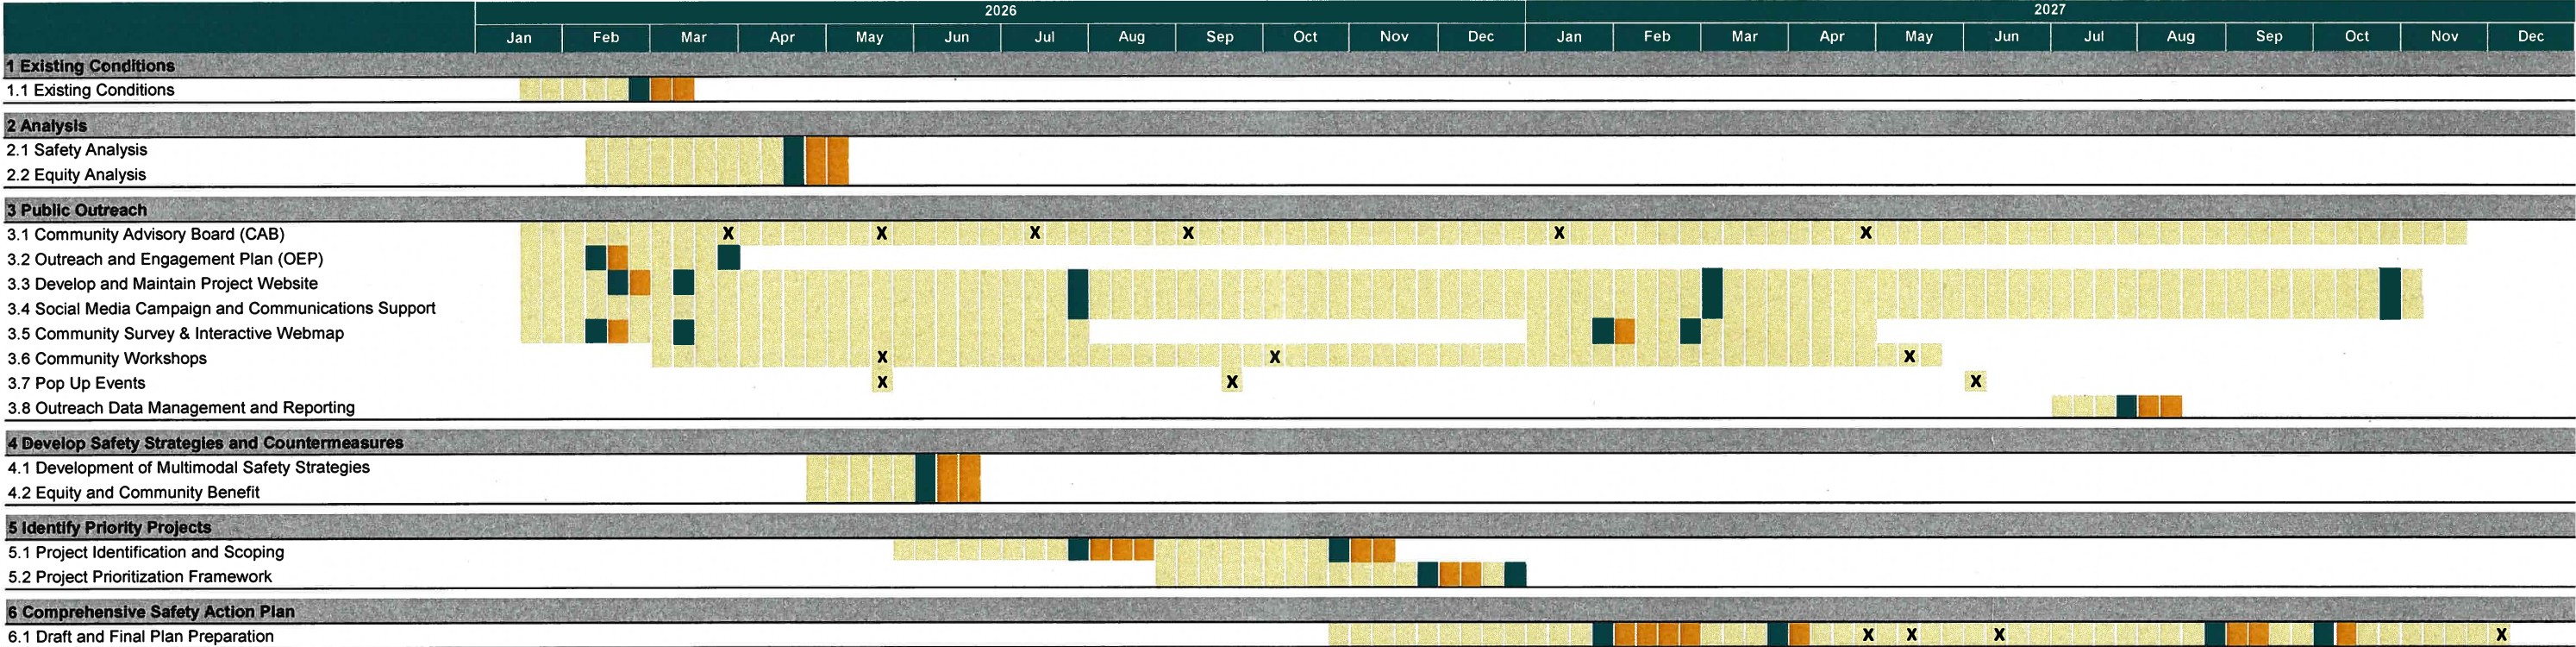 2026 2027
Jan Feb Mar Apr May Jun Jul Aug Sep Oct Nov Dec Jan Feb Mar Apr May Jun Jul Aug Sep Oct Nov Dec
1 Existing Conditions
1.1 Existing Conditions
2 Analysis
2.1 Safety Analysis
2.2 Equity Analysis
3 Public Outreach
3.1 Community Advisory Board (CAB) X X X X X X
3.2 Outreach and Engagement Plan (OEP)
3.3 Develop and Maintain Project Website
3.4 Social Media Campaign and Communications Support
3.5 Community Survey & Interactive Webmap
3.6 Community Workshops X X X
3.7 Pop Up Events X X X
3.8 Outreach Data Management and Reporting
4 Develop Safety Strategies and Countermeasures
4.1 Development of Multimodal Safety Strategies
4.2 Equity and Community Benefit
5 Identify Priority Projects
5.1 Project Identification and Scoping
5.2 Project Prioritization Framework
6 Comprehensive Safety Action Plan
6.1 Draft and Final Plan Preparation X X X X